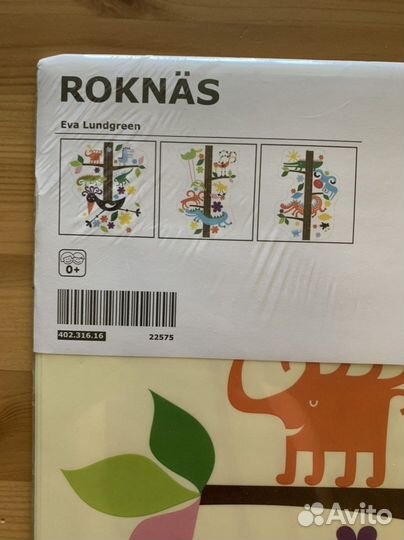 ROKNÄS
Eva Lundgreen
0+
402.316.16 22575
Avito